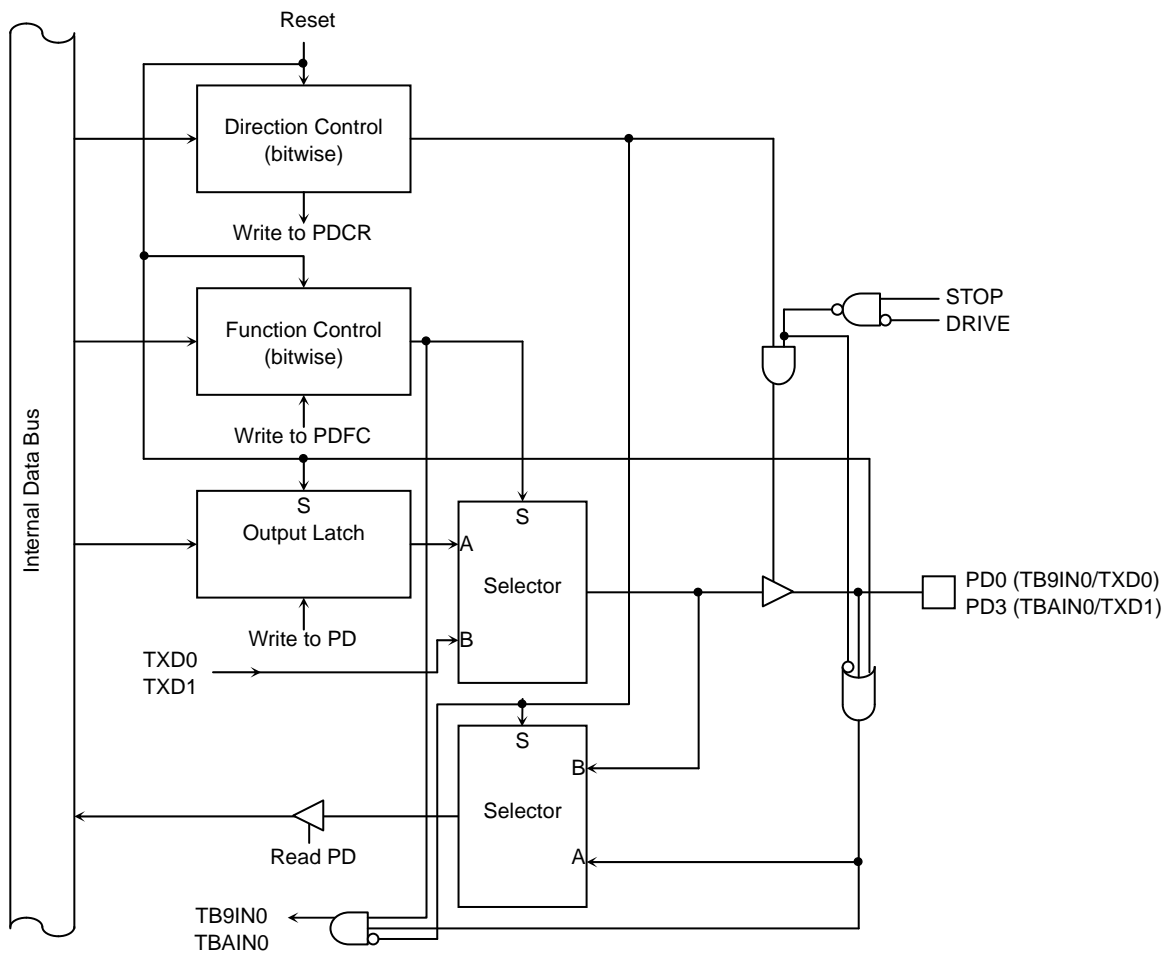 Reset
Direction Control
(bitwise)
Write to PDCR
Function Control
(bitwise)
STOP
DRIVE
Write to PDFC
Internal Data Bus
S
Output Latch
Write to PD
S
A
Selector
B
TXD0
TXD1
PD0 (TB9IN0/TXD0)
PD3 (TBAIN0/TXD1)
S
B
Selector
A
Read PD
TB9IN0
TBAIN0